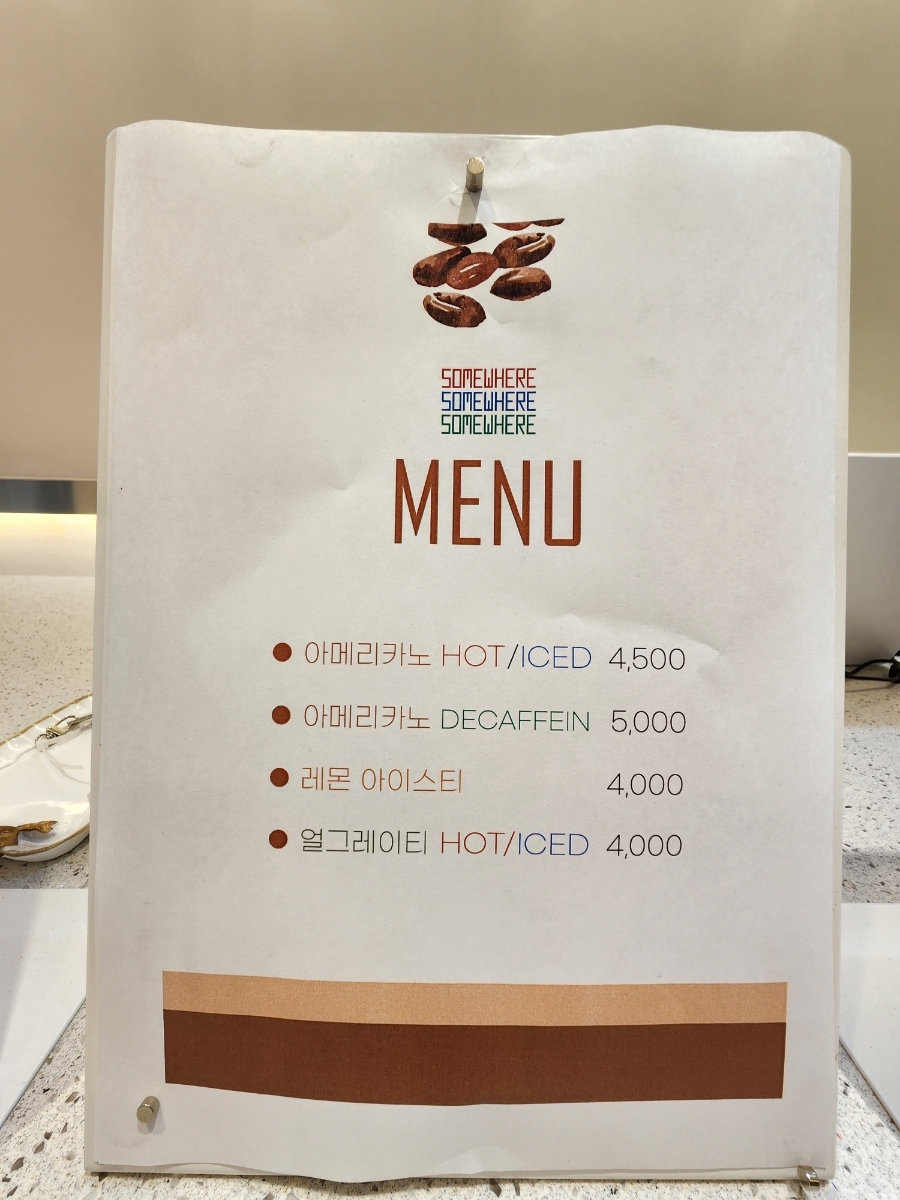 SOMEWHERE
SOMEWHERE
SOMEWHERE
MENU
아메리카노 HOT/ICED 4,500
아메리카노 DECAFFEIN 5,000
레몬 아이스티 4,000
얼그레이티 HOT/ICED 4,000